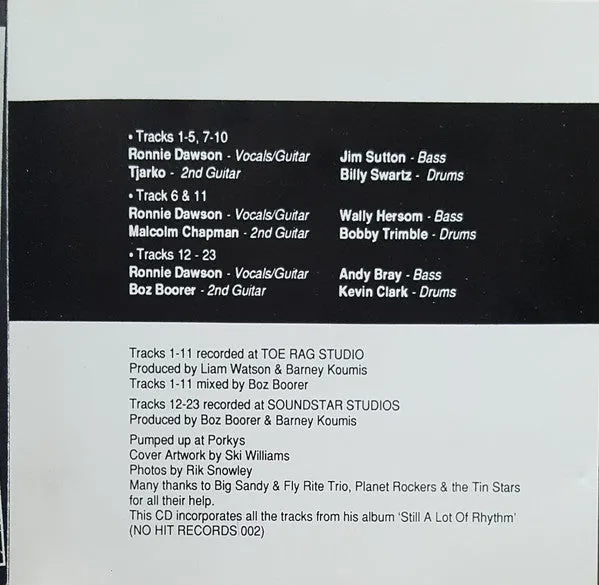 • Tracks 1-5, 7-10
Ronnie Dawson - Vocals/Guitar Jim Sutton - Bass
Tjarko - 2nd Guitar Billy Swartz - Drums
• Track 6 & 11
Ronnie Dawson - Vocals/Guitar Wally Hersom - Bass
Malcolm Chapman - 2nd Guitar Bobby Trimble - Drums
• Tracks 12 - 23
Ronnie Dawson - Vocals/Guitar Andy Bray - Bass
Boz Boorer - 2nd Guitar Kevin Clark - Drums
Tracks 1-11 recorded at TOE RAG STUDIO
Produced by Liam Watson & Barney Koumis
Tracks 1-11 mixed by Boz Boorer
Tracks 12-23 recorded at SOUNDSTAR STUDIOS
Produced by Boz Boorer & Barney Koumis
Pumped up at Porkys
Cover Artwork by Ski Williams
Photos by Rik Snowley
Many thanks to Big Sandy & Fly Rite Trio, Planet Rockers & the Tin Stars
for all their help.
This CD incorporates all the tracks from his album 'Still A Lot Of Rhythm'
(NO HIT RECORDS 002)